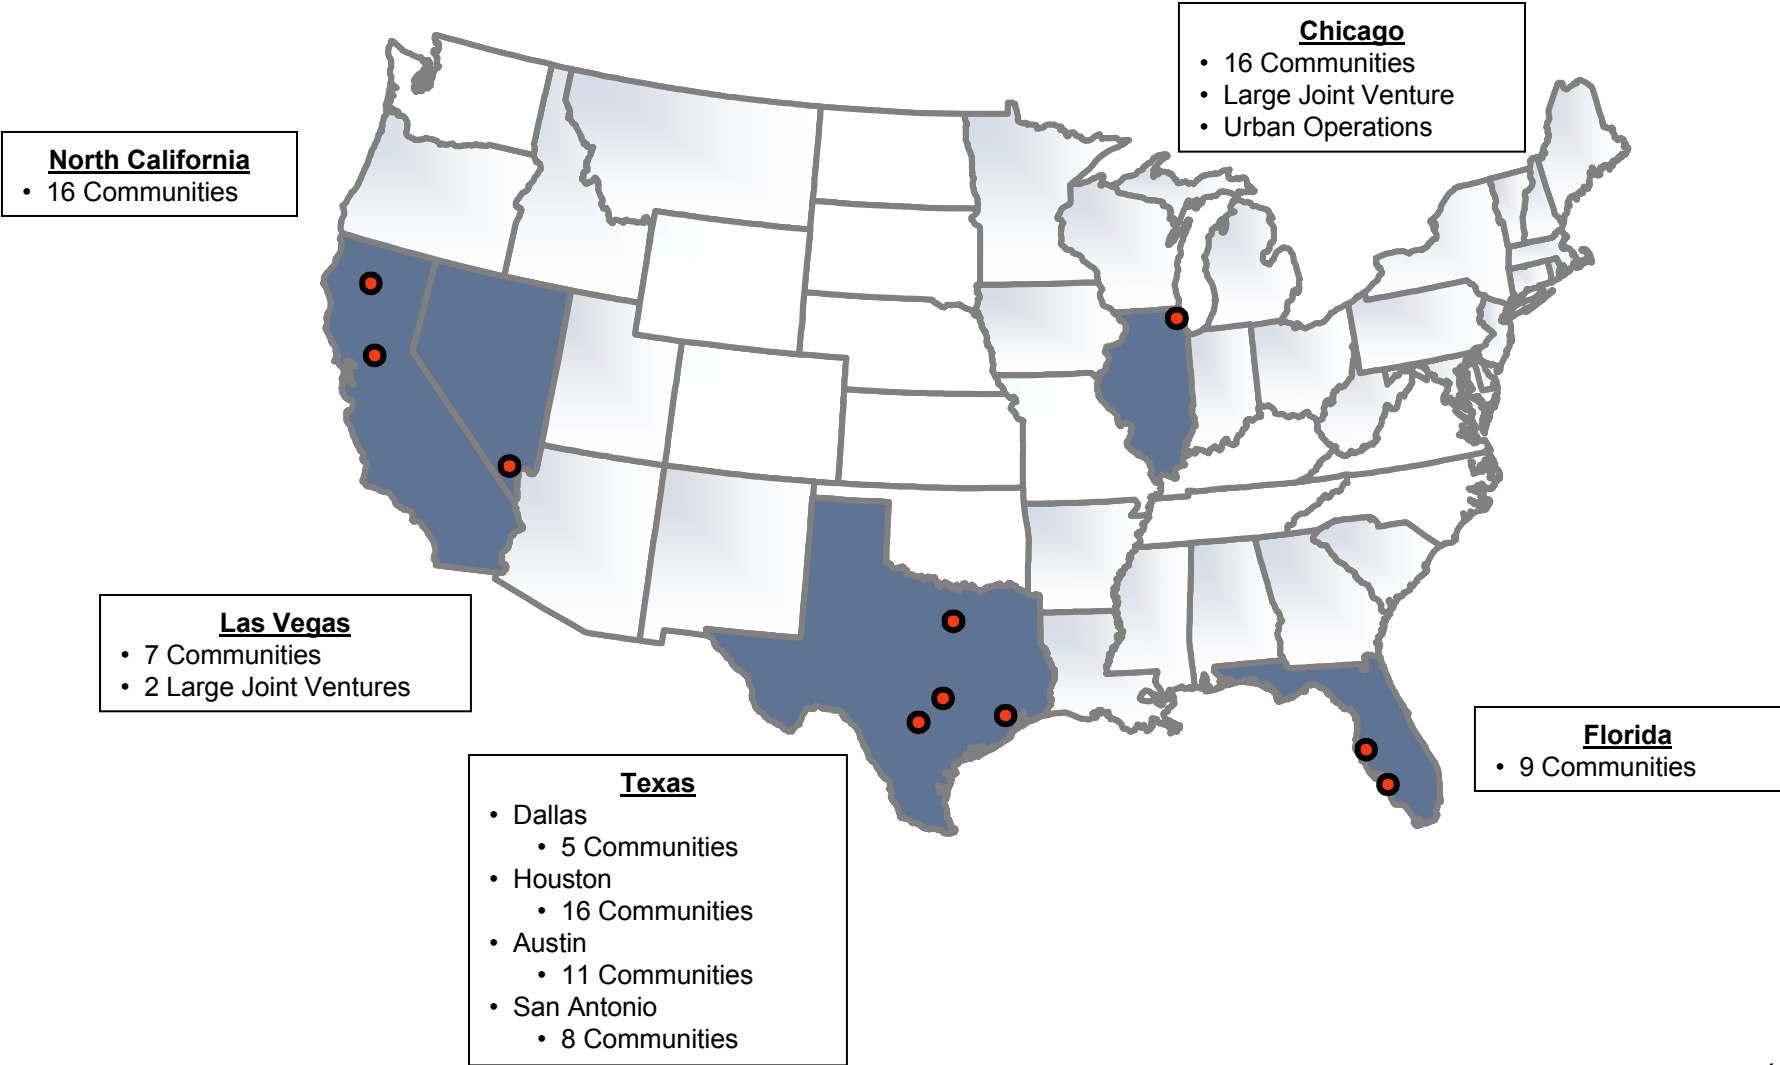 Chicago
• 16 Communities
• Large Joint Venture
• Urban Operations
North California
• 16 Communities
Las Vegas
• 7 Communities
• 2 Large Joint Ventures
Texas
• Dallas
• 5 Communities
• Houston
• 16 Communities
• Austin
• 11 Communities
• San Antonio
• 8 Communities
Florida
• 9 Communities